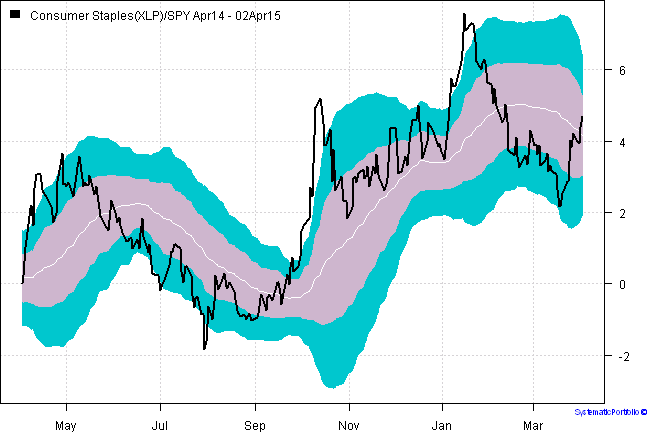 Consumer Staples(XLP)/SPY Apr14 - 02Apr15
6
4
2
0
-2
May Jul Sep Nov Jan Mar
SystematicPortfolio ©